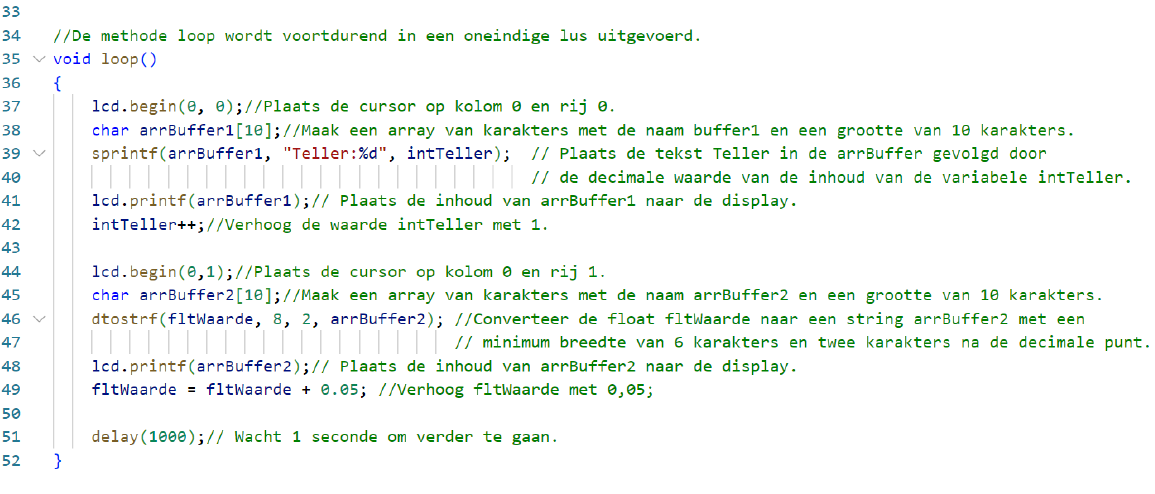 33
34 //De methode loop wordt voortdurend in een oneindige lus uitgevoerd.
35 void loop()
36 {
37 lcd.begin(0, 0);//Plaats de cursor op kolom 0 en rij 0.
38 char arrBuffer1[10];//Maak een array van karakters met de naam buffer1 en een grootte van 10 karakters.
39 sprintf(arrBuffer1, "Teller:%d", intTeller);  // Plaats de tekst Teller in de arrBuffer gevolgd door
40 // de decimale waarde van de inhoud van de variabele intTeller.
41 lcd.printf(arrBuffer1);// Plaats de inhoud van arrBuffer1 naar de display.
42 intTeller++;//Verhoog de waarde intTeller met 1.
43
44 lcd.begin(0,1);//Plaats de cursor op kolom 0 en rij 1.
45 char arrBuffer2[10];//Maak een array van karakters met de naam arrBuffer2 en een grootte van 10 karakters.
46 dtostrf(fltWaarde, 8, 2, arrBuffer2); //Converteer de float fltWaarde naar een string arrBuffer2 met een
47 // minimum breedte van 6 karakters en twee karakters na de decimale punt.
48 lcd.printf(arrBuffer2);// Plaats de inhoud van arrBuffer2 naar de display.
49 fltWaarde = fltWaarde + 0.05; //Verhoog fltWaarde met 0,05;
50
51 delay(1000);// Wacht 1 seconde om verder te gaan.
52 }